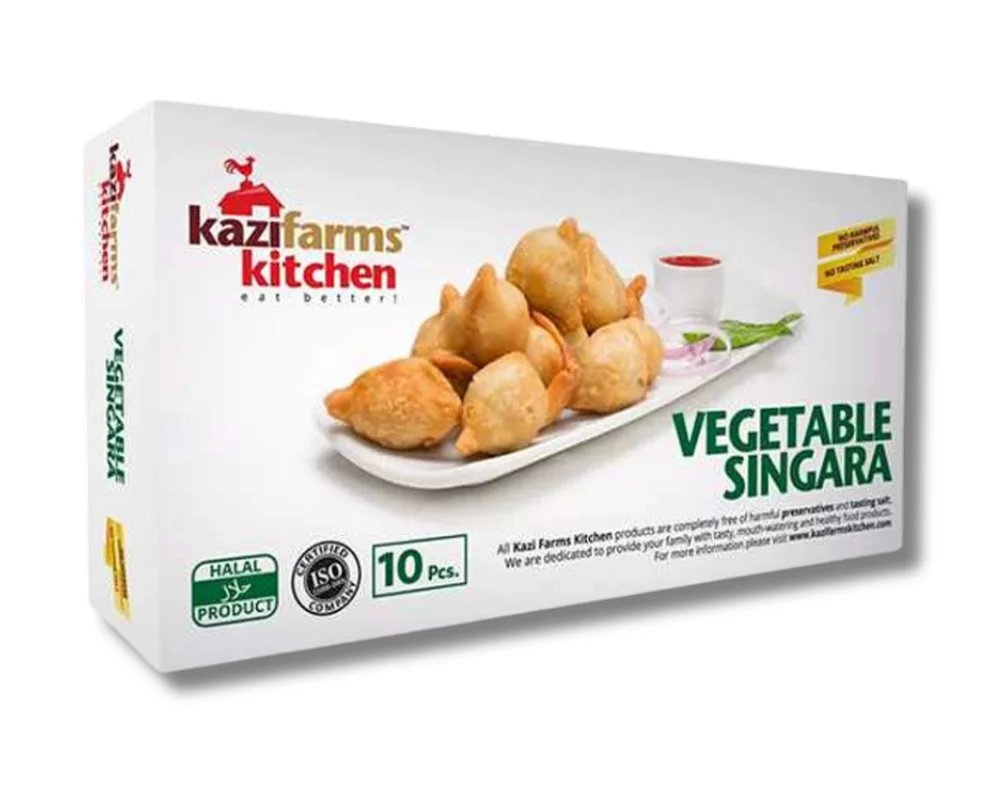 kazifarms™
kitchen
eat better!
NO HARMFUL
PRESERVATIVES
NO TASTING SALT
VEGETABLE
SINGARA
All Kazi Farms Kitchen products are completely free of harmful preservatives and tasting salt.
We are dedicated to provide your family with tasty, mouth-watering and healthy food products.
For more information please visit www.kazifarmskitchen.com
HALAL
حلال
PRODUCT
CERTIFIED
ISO
COMPANY
10 Pcs.
kazifarms
kitchen
VEGETABLE
SINGARA